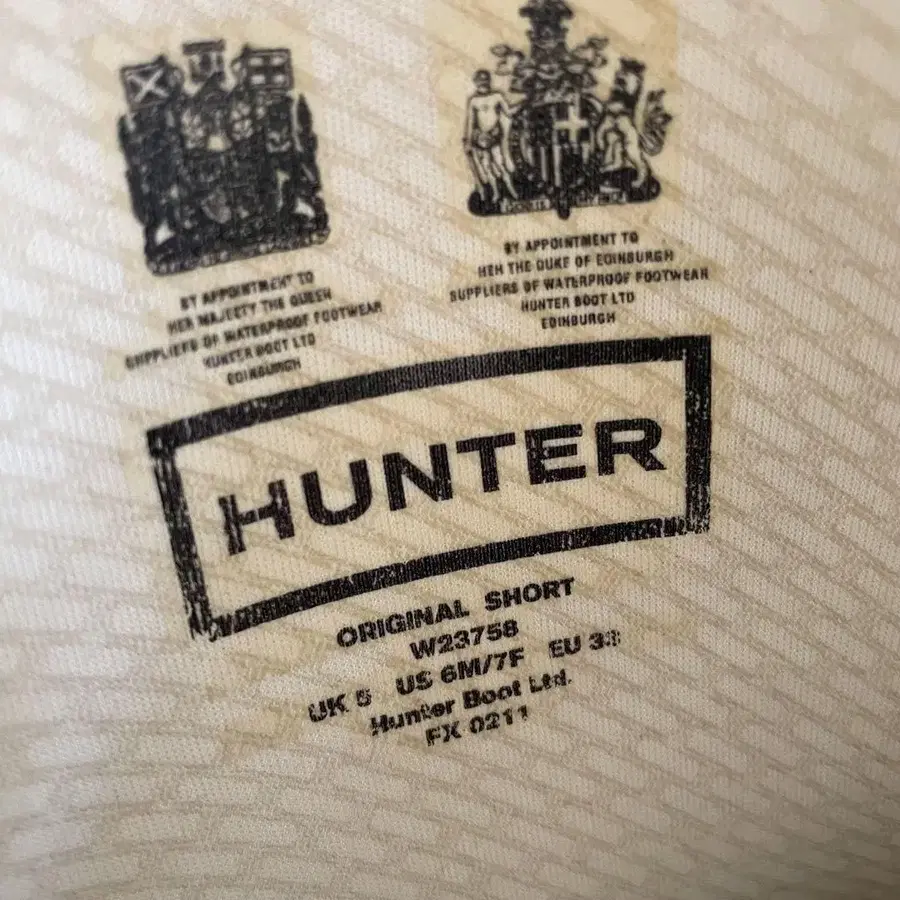 BY APPOINTMENT TO
HER MAJESTY THE QUEEN
SUPPLIERS OF WATERPROOF FOOTWEAR
HUNTER BOOT LTD
EDINBURGH
BY APPOINTMENT TO
HRH THE DUKE OF EDINBURGH
SUPPLIERS OF WATERPROOF FOOTWEAR
HUNTER BOOT LTD
EDINBURGH
HUNTER
ORIGINAL SHORT
W23758
UK 5 US 6M/7F EU
Hunter Boot Ltd.
FX 0211